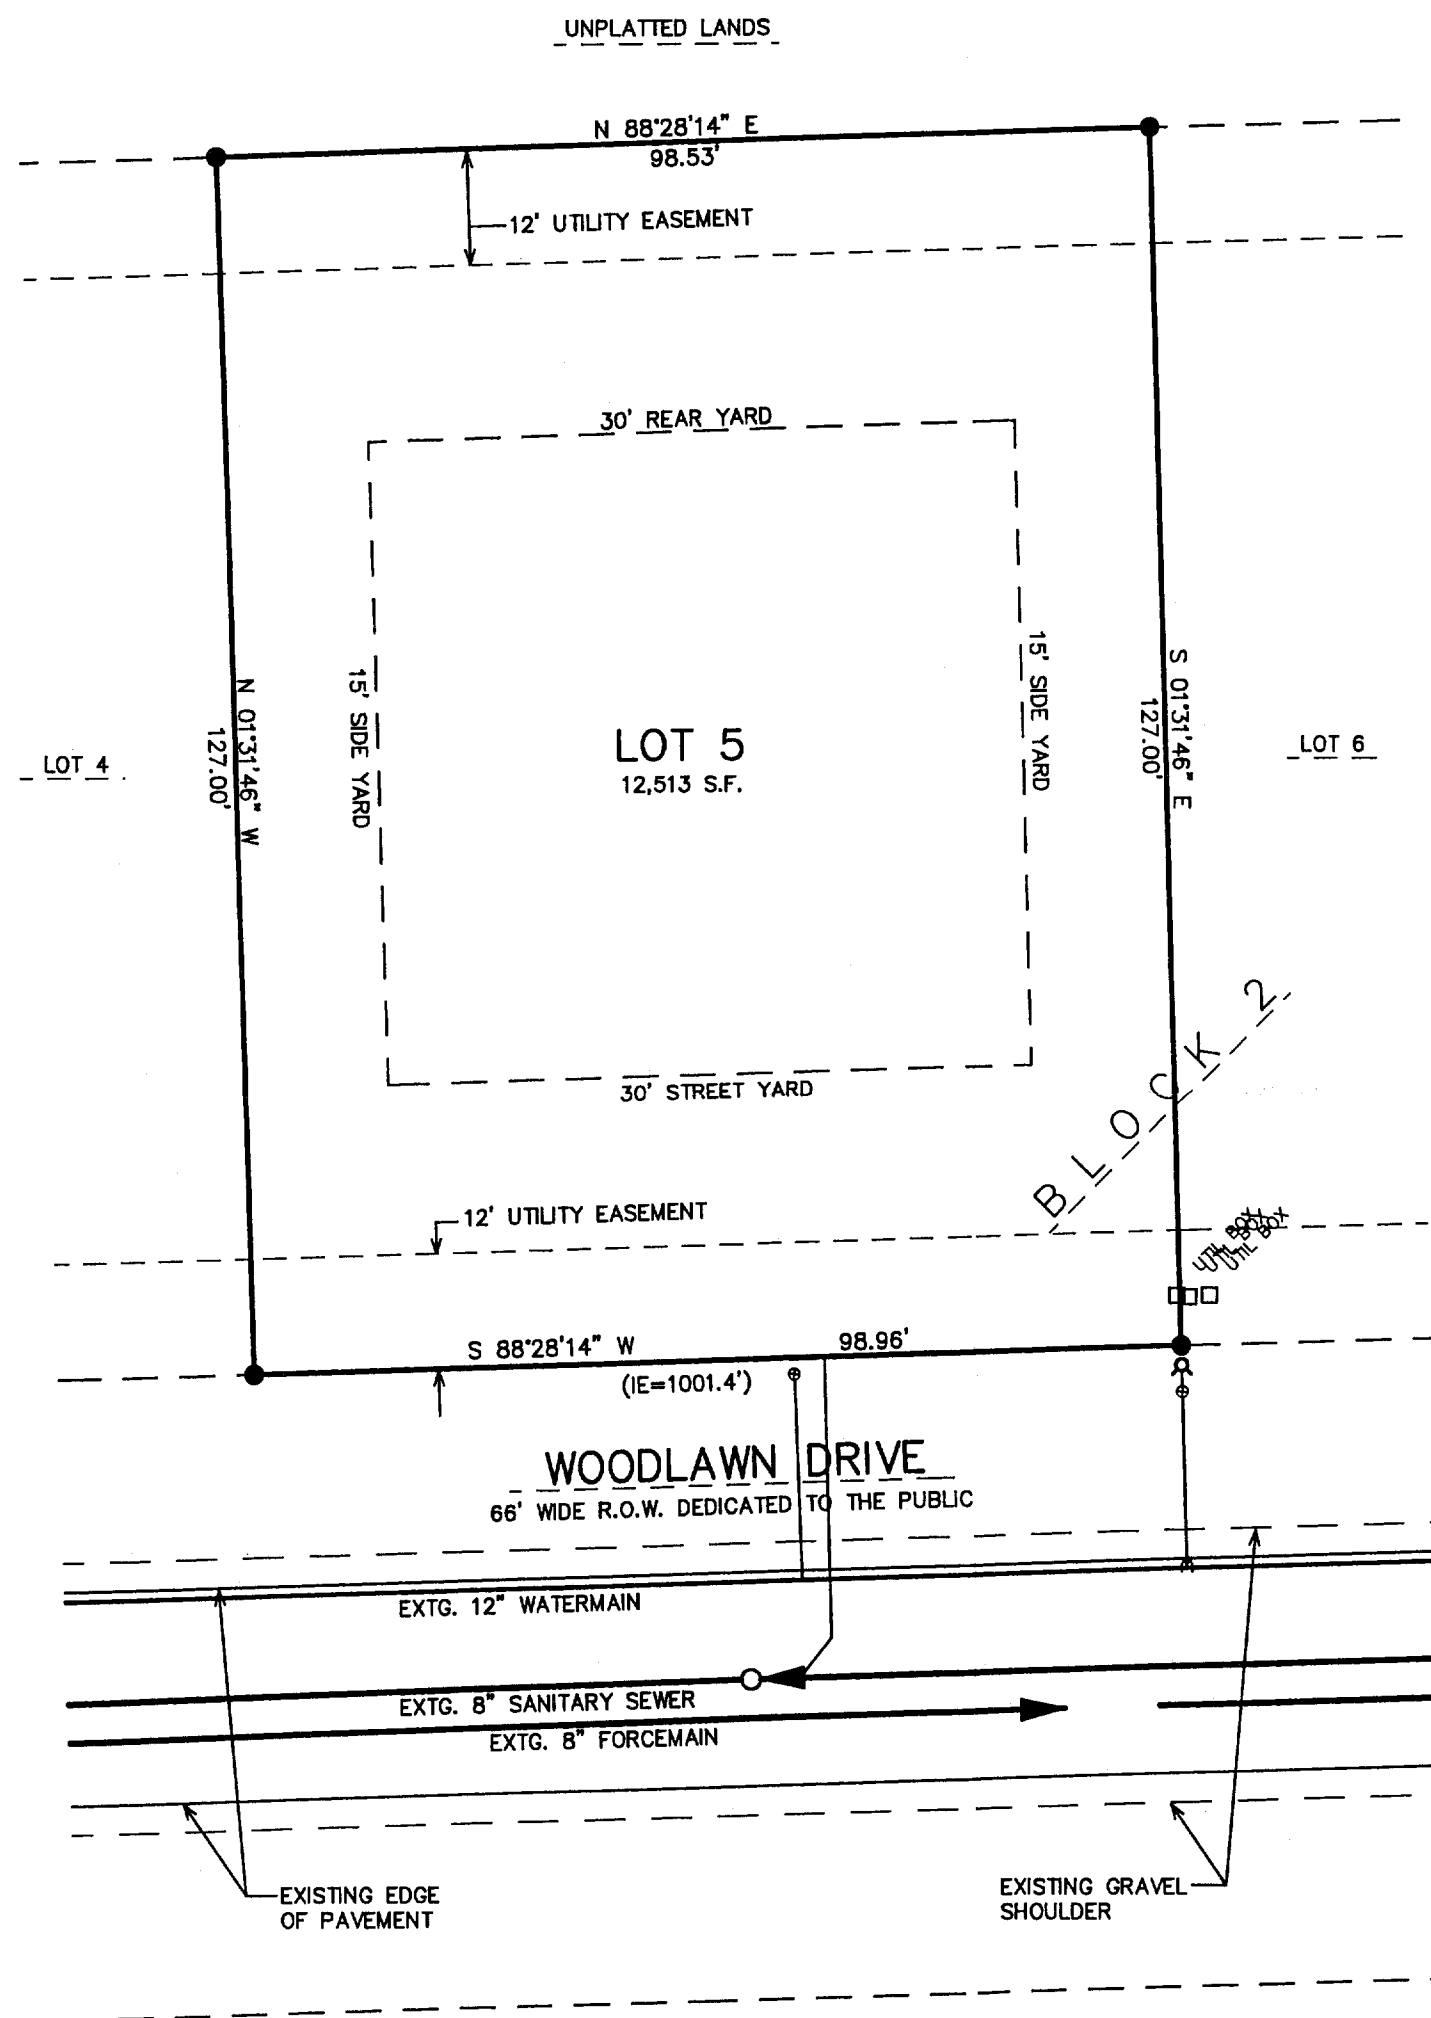 UNPLATTED LANDS
N 88°28'14" E
98.53'
12' UTILITY EASEMENT
30' REAR YARD
15' SIDE YARD
15' SIDE YARD
N 01°31'46" W
127.00'
S 01°31'46" E
127.00'
LOT 4
LOT 5
12,513 S.F.
LOT 6
30' STREET YARD
BLOCK 2
12' UTILITY EASEMENT
UTIL BOX
UTIL BOX
UTIL BOX
S 88°28'14" W
98.96'
(IE=1001.4')
WOODLAWN DRIVE
66' WIDE R.O.W. DEDICATED TO THE PUBLIC
EXTG. 12" WATERMAIN
EXTG. 8" SANITARY SEWER
EXTG. 8" FORCEMAIN
EXISTING EDGE
OF PAVEMENT
EXISTING GRAVEL
SHOULDER